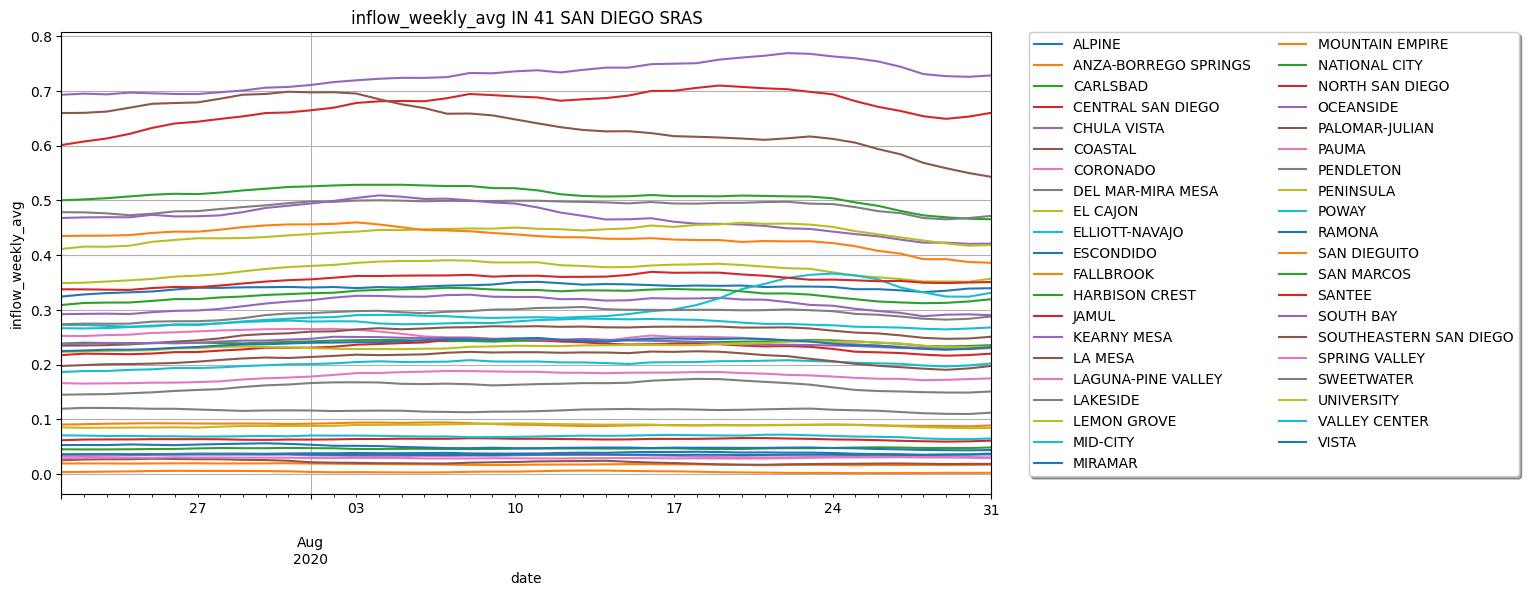 inflow_weekly_avg IN 41 SAN DIEGO SRAS
inflow_weekly_avg
0.8
0.7
0.6
0.5
0.4
0.3
0.2
0.1
0.0
27
03
10
17
24
31
Aug
2020
date
ALPINE
ANZA-BORREGO SPRINGS
CARLSBAD
CENTRAL SAN DIEGO
CHULA VISTA
COASTAL
CORONADO
DEL MAR-MIRA MESA
EL CAJON
ELLIOTT-NAVAJO
ESCONDIDO
FALLBROOK
HARBISON CREST
JAMUL
KEARNY MESA
LA MESA
LAGUNA-PINE VALLEY
LAKESIDE
LEMON GROVE
MID-CITY
MIRAMAR
MOUNTAIN EMPIRE
NATIONAL CITY
NORTH SAN DIEGO
OCEANSIDE
PALOMAR-JULIAN
PAUMA
PENDLETON
PENINSULA
POWAY
RAMONA
SAN DIEGUITO
SAN MARCOS
SANTEE
SOUTH BAY
SOUTHEASTERN SAN DIEGO
SPRING VALLEY
SWEETWATER
UNIVERSITY
VALLEY CENTER
VISTA